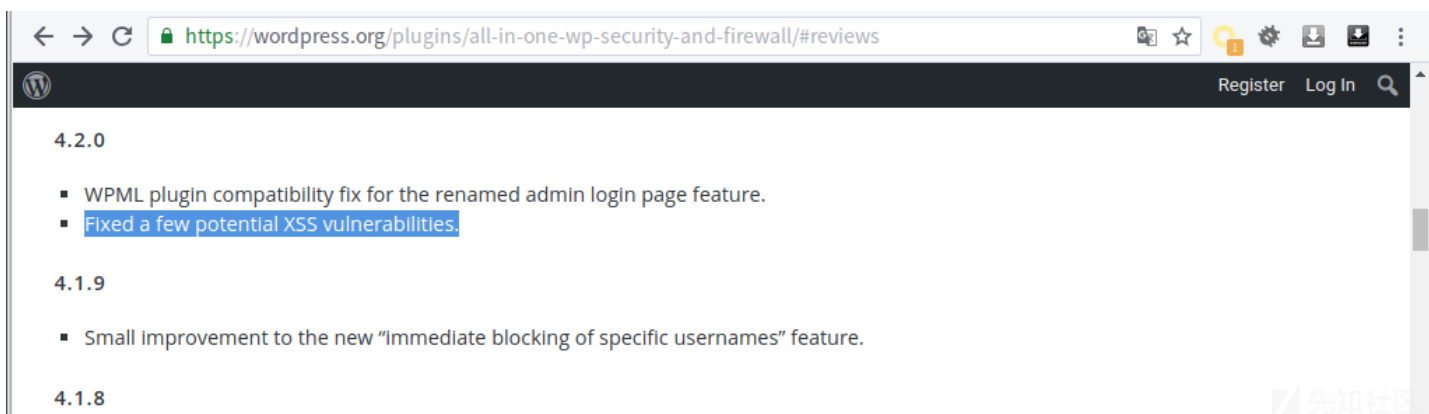 https://wordpress.org/plugins/all-in-one-wp-security-and-firewall/#reviews
1
Register Log In
4.2.0
▪ WPML plugin compatibility fix for the renamed admin login page feature.
▪ Fixed a few potential XSS vulnerabilities.
4.1.9
▪ Small improvement to the new “immediate blocking of specific usernames” feature.
4.1.8
先知社区